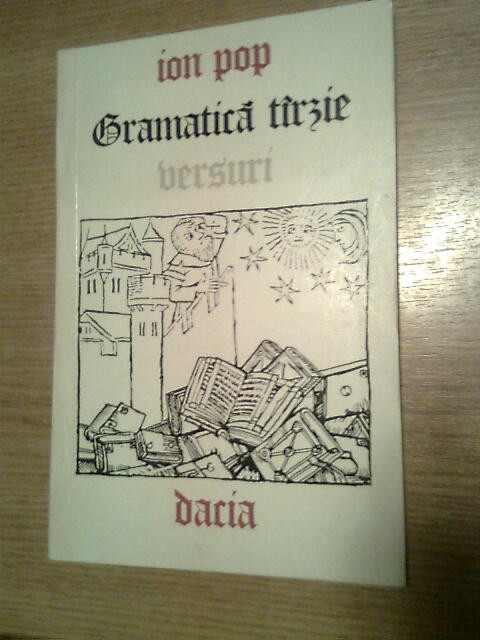 ion pop
Gramatică tîrzie
versuri
dacia